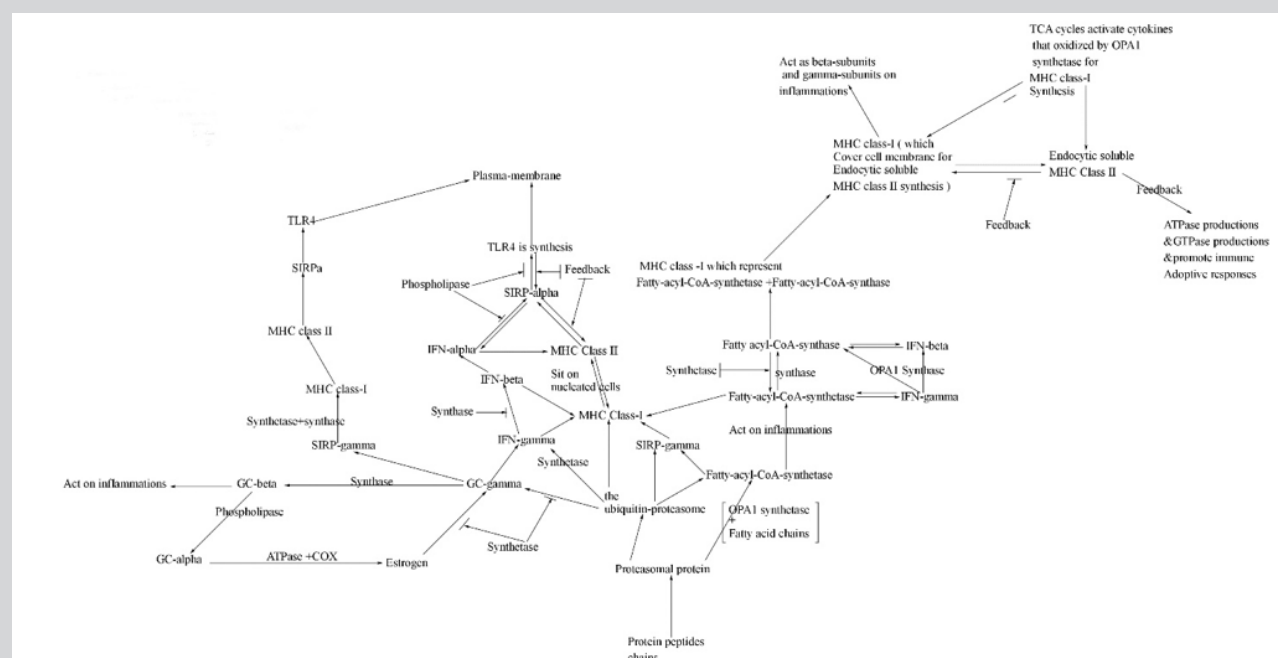 TCA cycles activate cytokines
that oxidized by OPA1
synthetase for
MHC class-I
Synthesis
Act as beta-subunits
and gamma-subunits on
inflammations
MHC class-I ( which
Cover cell membrane for
Endocytic soluble
MHC class II synthesis )
Endocytic soluble
MHC Class II
Feedback
Feedback
ATPase productions
&GTPase productions
&promote immune
Adoptive responses
Plasma-membrane
TLR4
TLR4 is synthesis
SIRPa
Phospholipase
Feedback
SIRP-alpha
MHC class -I which represent
Fatty-acyl-CoA-synthetase +Fatty-acyl-CoA-synthase
MHC class II
IFN-alpha
MHC Class II
Fatty acyl-CoA-synthase
IFN-beta
Sit on
nucleated cells
Synthetase
synthase
OPA1 Synthase
IFN-beta
MHC class-I
Fatty-acyl-CoA-synthetase
IFN-gamma
Synthase
MHC Class-I
Synthetase+synthase
Act on inflammations
SIRP-gamma
IFN-gamma
SIRP-gamma
Synthetase
Fatty-acyl-CoA-synthetase
Act on inflammations
GC-beta
Synthase
GC-gamma
the
ubiquitin-proteasome
OPA1 synthetase
+
Fatty acid chains
Phospholipase
Synthetase
GC-alpha
ATPase +COX
Estrogen
Proteasomal protein
Protein peptides
chains